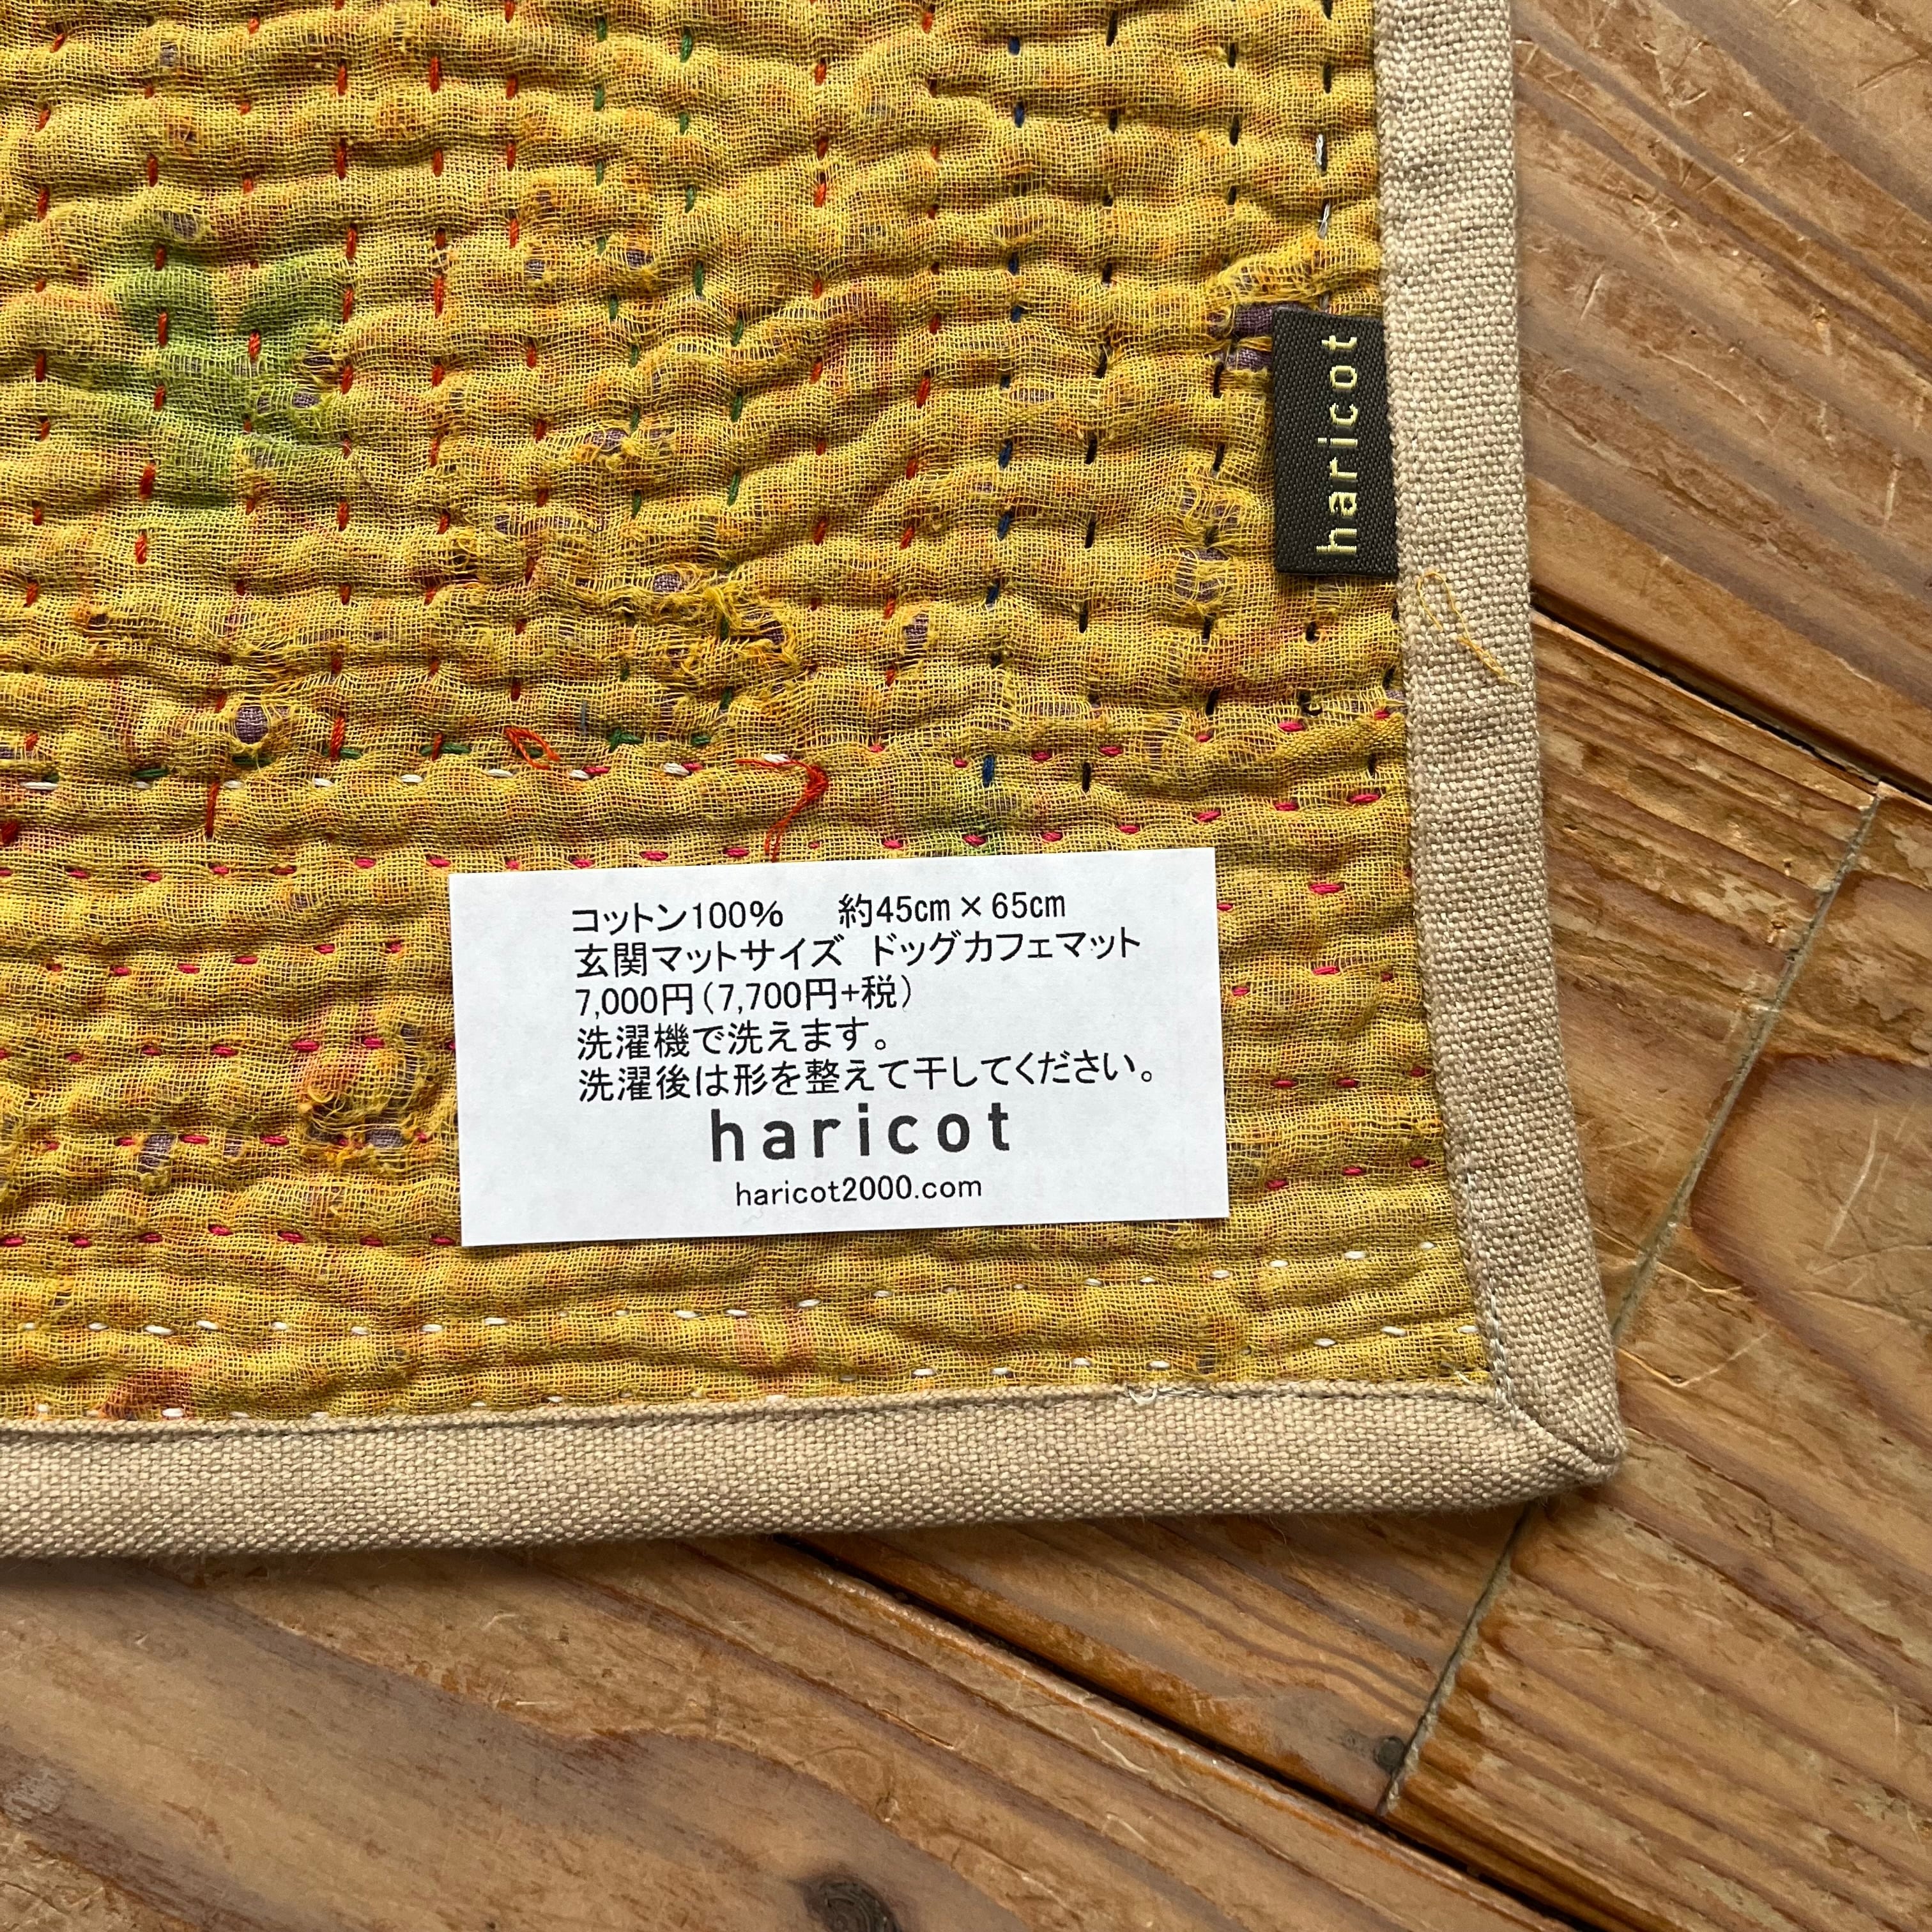 haricot
コットン100%　約45㎝×65㎝
玄関マットサイズ　ドッグカフェマット
7,000円（7,700円+税）
洗濯機で洗えます。
洗濯後は形を整えて干してください。
haricot
haricot2000.com